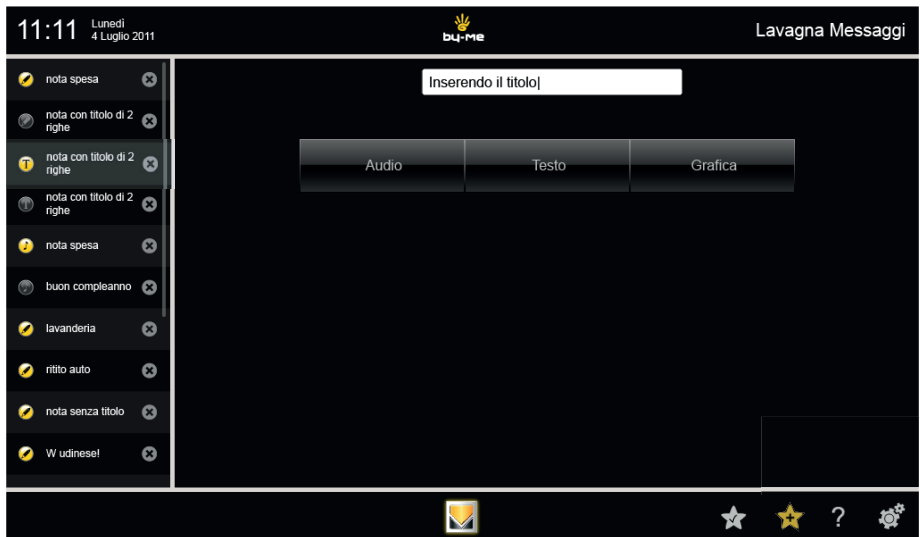 11:11
Lunedì
4 Luglio 2011
by-me
Lavagna Messaggi
nota spesa
nota con titolo di 2
righe
nota con titolo di 2
righe
nota con titolo di 2
righe
nota spesa
buon compleanno
lavanderia
ritito auto
nota senza titolo
W udinese!
Inserendo il titolo
Audio
Testo
Grafica